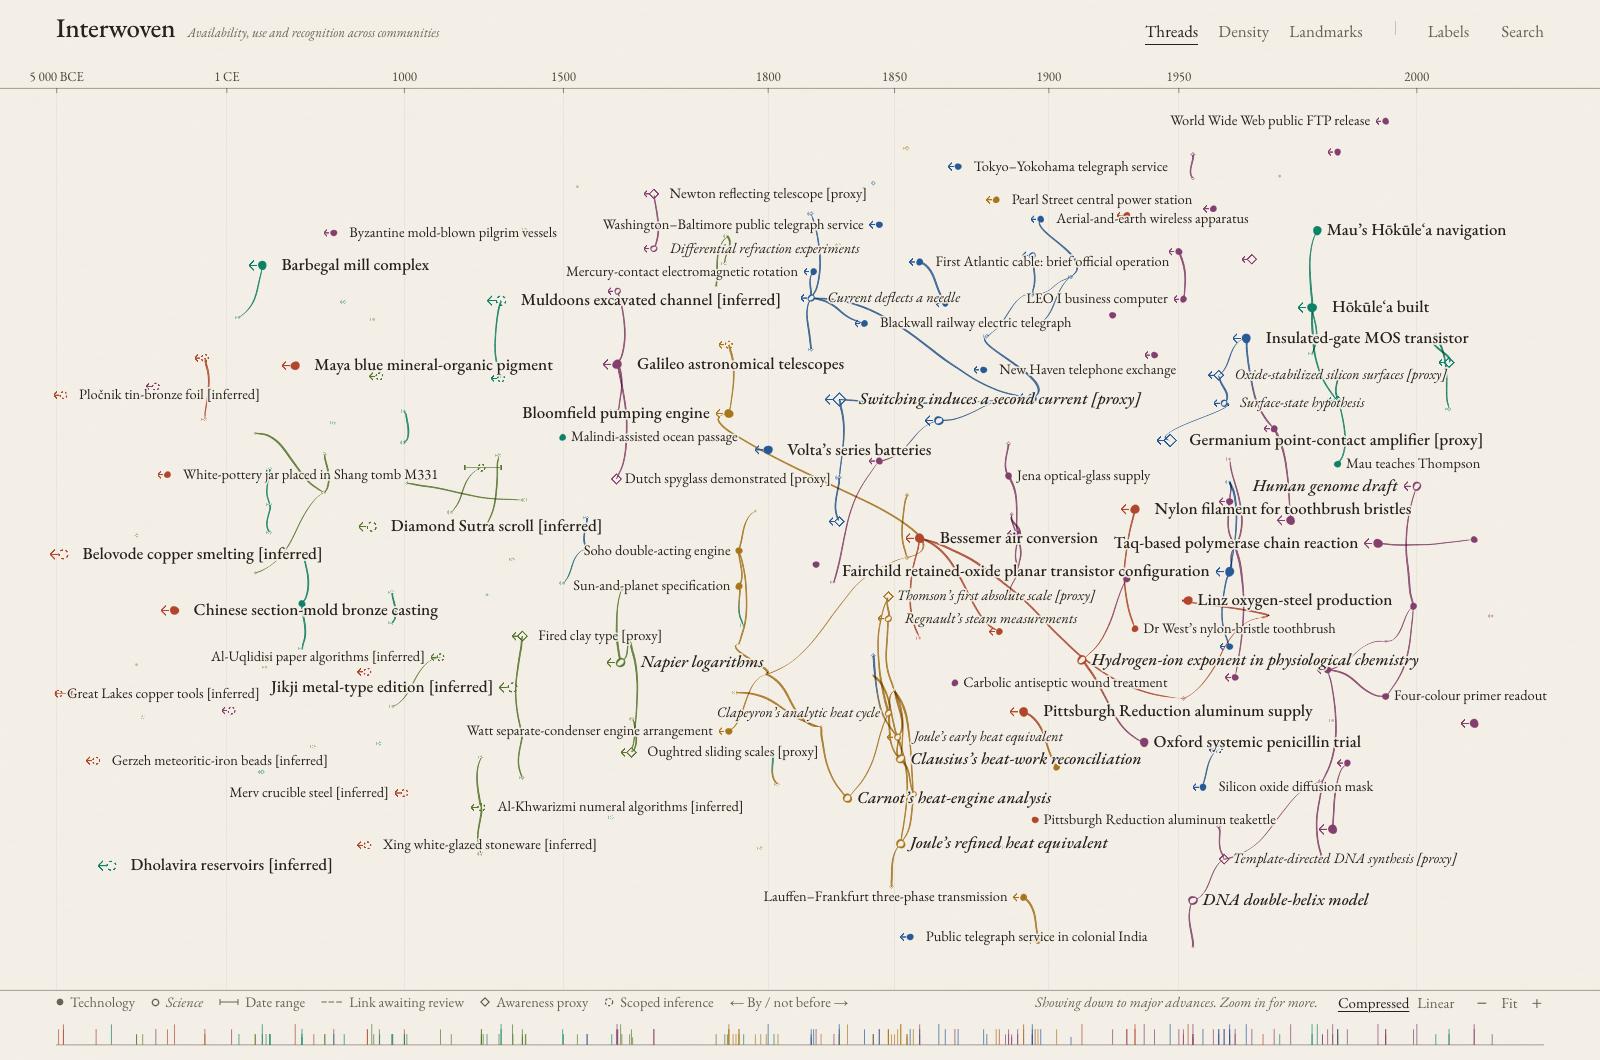 Interwoven
Availability, use and recognition across communities
Threads
Density
Landmarks
Labels
Search
5 000 BCE
1 CE
1000
1500
1800
1850
1900
1950
2000
World Wide Web public FTP release
Tokyo–Yokohama telegraph service
Newton reflecting telescope [proxy]
Pearl Street central power station
Washington–Baltimore public telegraph service
Aerial-and-earth wireless apparatus
Mau's Hōkūleʻa navigation
Byzantine mold-blown pilgrim vessels
Differential refraction experiments
Barbegal mill complex
Mercury-contact electromagnetic rotation
First Atlantic cable: brief official operation
Muldoons excavated channel [inferred]
Current deflects a needle
LEO I business computer
Hōkūleʻa built
Blackwall railway electric telegraph
Insulated-gate MOS transistor
Maya blue mineral-organic pigment
Galileo astronomical telescopes
New Haven telephone exchange
Oxide-stabilized silicon surfaces [proxy]
Pločnik tin-bronze foil [inferred]
Switching induces a second current [proxy]
Surface-state hypothesis
Bloomfield pumping engine
Malindi-assisted ocean passage
Volta's series batteries
Germanium point-contact amplifier [proxy]
Mau teaches Thompson
White-pottery jar placed in Shang tomb M331
Dutch spyglass demonstrated [proxy]
Jena optical-glass supply
Human genome draft
Nylon filament for toothbrush bristles
Diamond Sutra scroll [inferred]
Bessemer air conversion
Taq-based polymerase chain reaction
Belovode copper smelting [inferred]
Soho double-acting engine
Fairchild retained-oxide planar transistor configuration
Sun-and-planet specification
Thomson's first absolute scale [proxy]
Linz oxygen-steel production
Chinese section-mold bronze casting
Regnault's steam measurements
Dr West's nylon-bristle toothbrush
Fired clay type [proxy]
Al-Uqlidisi paper algorithms [inferred]
Napier logarithms
Hydrogen-ion exponent in physiological chemistry
Great Lakes copper tools [inferred]
Jikji metal-type edition [inferred]
Carbolic antiseptic wound treatment
Four-colour primer readout
Clapeyron's analytic heat cycle
Pittsburgh Reduction aluminum supply
Watt separate-condenser engine arrangement
Joule's early heat equivalent
Oxford systemic penicillin trial
Gerzeh meteoritic-iron beads [inferred]
Oughtred sliding scales [proxy]
Clausius's heat-work reconciliation
Merv crucible steel [inferred]
Al-Khwarizmi numeral algorithms [inferred]
Carnot's heat-engine analysis
Silicon oxide diffusion mask
Pittsburgh Reduction aluminum teakettle
Xing white-glazed stoneware [inferred]
Joule's refined heat equivalent
Template-directed DNA synthesis [proxy]
Dholavira reservoirs [inferred]
Lauffen–Frankfurt three-phase transmission
DNA double-helix model
Public telegraph service in colonial India
Technology
Science
Date range
Link awaiting review
Awareness proxy
Scoped inference
← By / not before →
Showing down to major advances. Zoom in for more.
Compressed
Linear
−
Fit
+